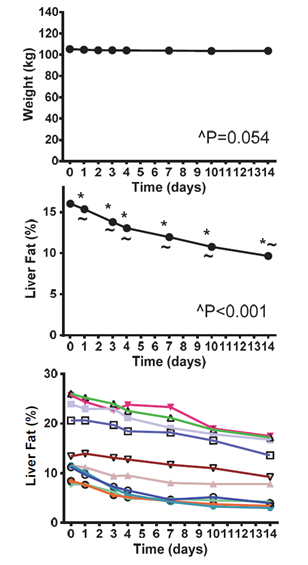 Weight (kg)
140
120
100
80
60
40
20
0
^P=0.054
0 1 2 3 4 5 6 7 8 9 10 11 12 13 14
Time (days)
Liver Fat (%)
15
10
5
0
* * * * * *
~ ~ ~ ~ ~ ~
^P<0.001
0 1 2 3 4 5 6 7 8 9 10 11 12 13 14
Time (days)
Liver Fat (%)
30
20
10
0
0 1 2 3 4 5 6 7 8 9 10 11 12 13 14
Time (days)